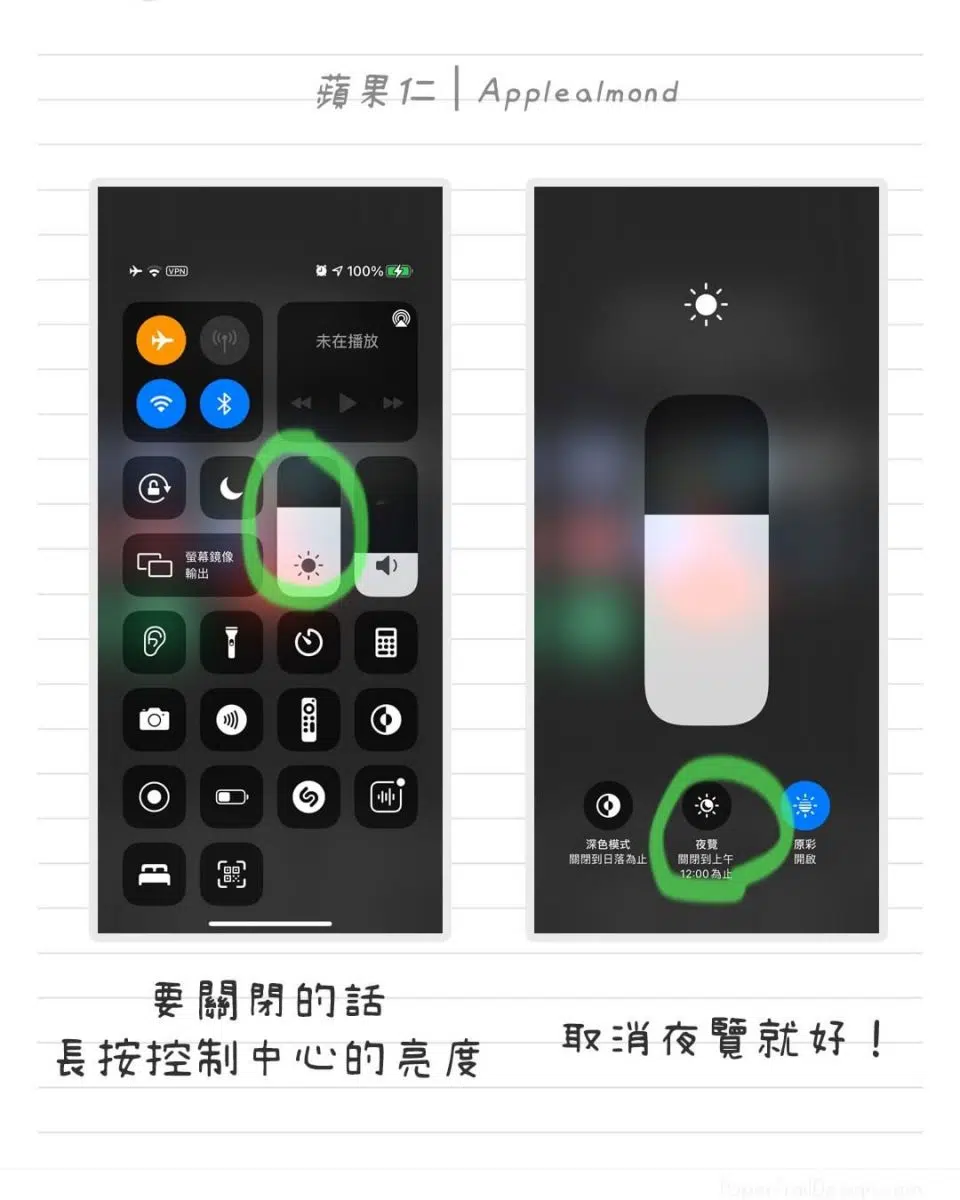 蘋果仁 | Applealmond
VPN
100%
未在播放
螢幕鏡像
輸出
深色模式
關閉到日落為止
夜覽
關閉到上午
12:00為止
原彩
開啟
要關閉的話
長按控制中心的亮度
取消夜覽就好！